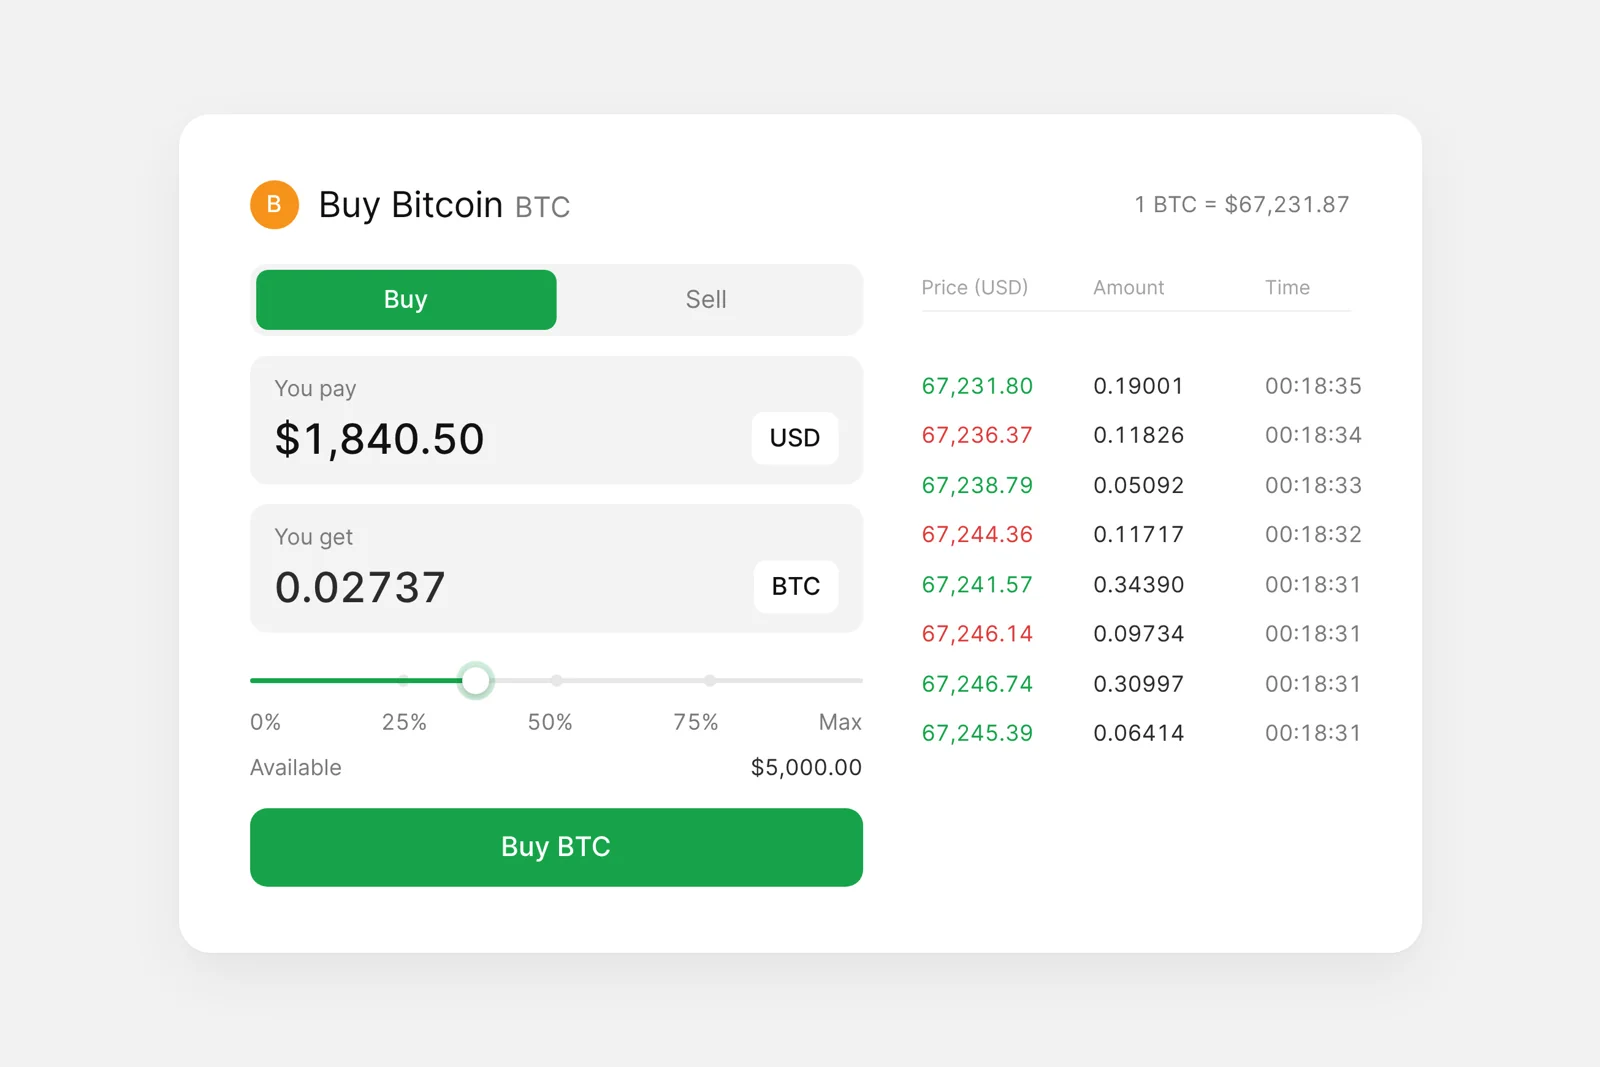 B Buy Bitcoin BTC
1 BTC = $67,231.87
Buy Sell
You pay
$1,840.50 USD
You get
0.02737 BTC
0% 25% 50% 75% Max
Available $5,000.00
Buy BTC
Price (USD) Amount Time
67,231.80 0.19001 00:18:35
67,236.37 0.11826 00:18:34
67,238.79 0.05092 00:18:33
67,244.36 0.11717 00:18:32
67,241.57 0.34390 00:18:31
67,246.14 0.09734 00:18:31
67,246.74 0.30997 00:18:31
67,245.39 0.06414 00:18:31